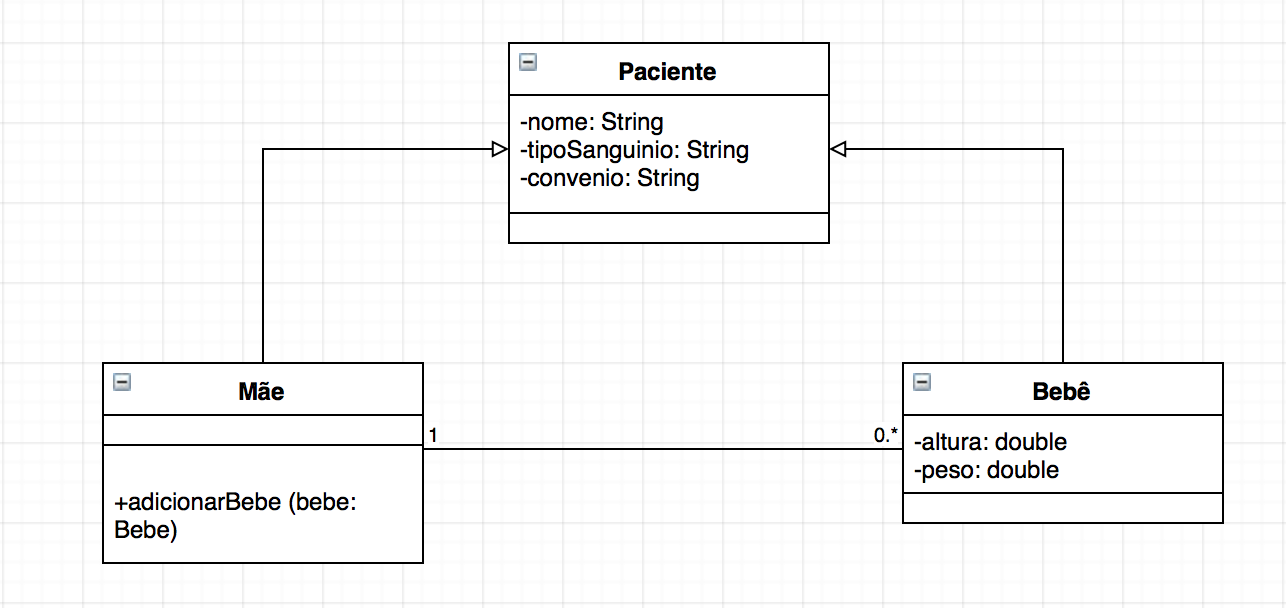 Paciente
-nome: String
-tipoSanguinio: String
-convenio: String
Mãe
+adicionarBebe (bebe:
Bebe)
1
0.*
Bebê
-altura: double
-peso: double